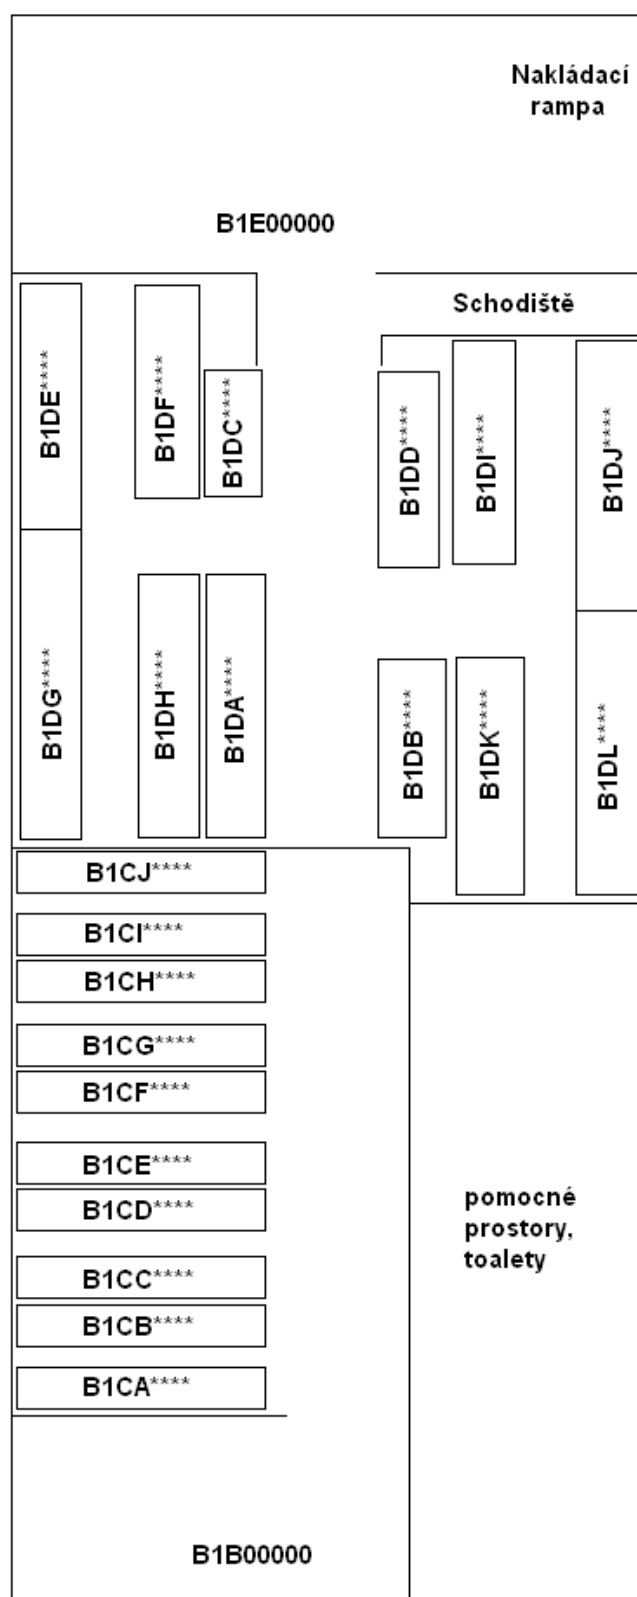 Nakládací
rampa
B1E00000
Schodiště
B1DE****
B1DF****
B1DC****
B1DD****
B1DI****
B1DJ****
B1DG****
B1DH****
B1DA****
B1DB****
B1DK****
B1DL****
B1CJ****
B1CI****
B1CH****
B1CG****
B1CF****
B1CE****
B1CD****
pomocné
prostory,
toalety
B1CC****
B1CB****
B1CA****
B1B00000